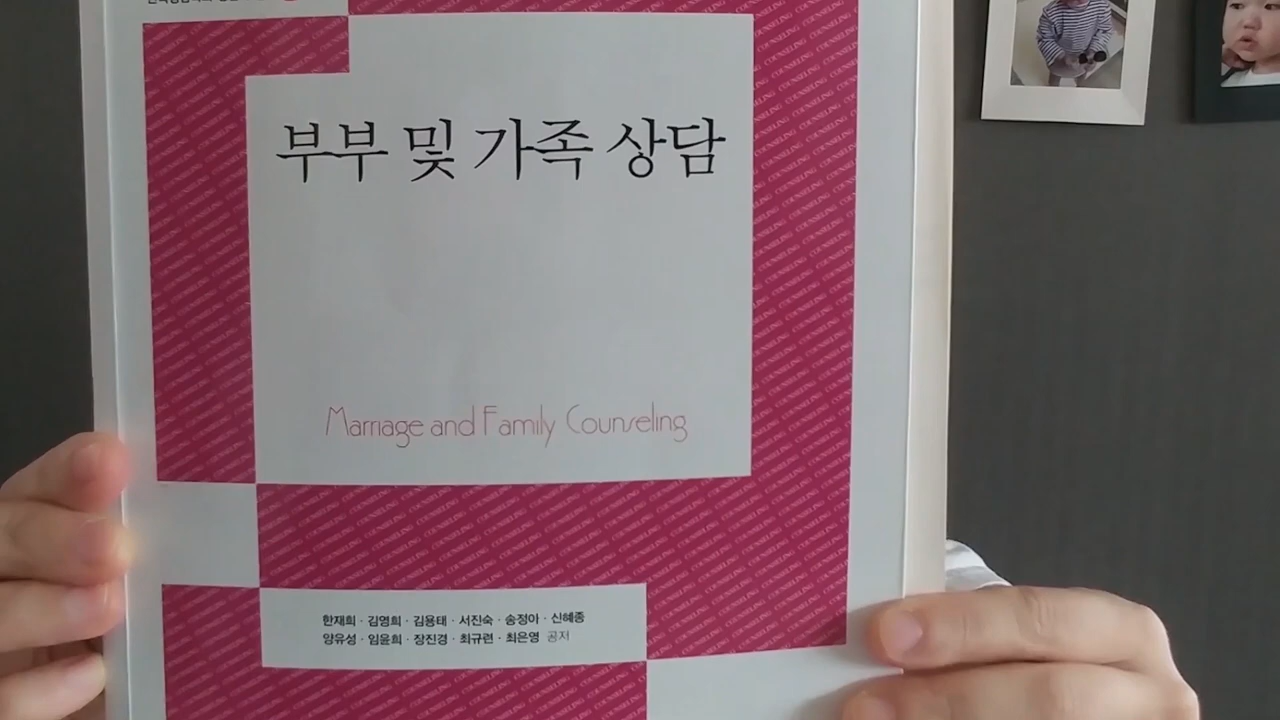 부부 및 가족 상담
Marriage and Family Counseling
한재희 · 김영희 · 김용태 · 서진숙 · 송정아 · 신혜종
양유성 · 임윤희 · 장진경 · 최규련 · 최은영 공저